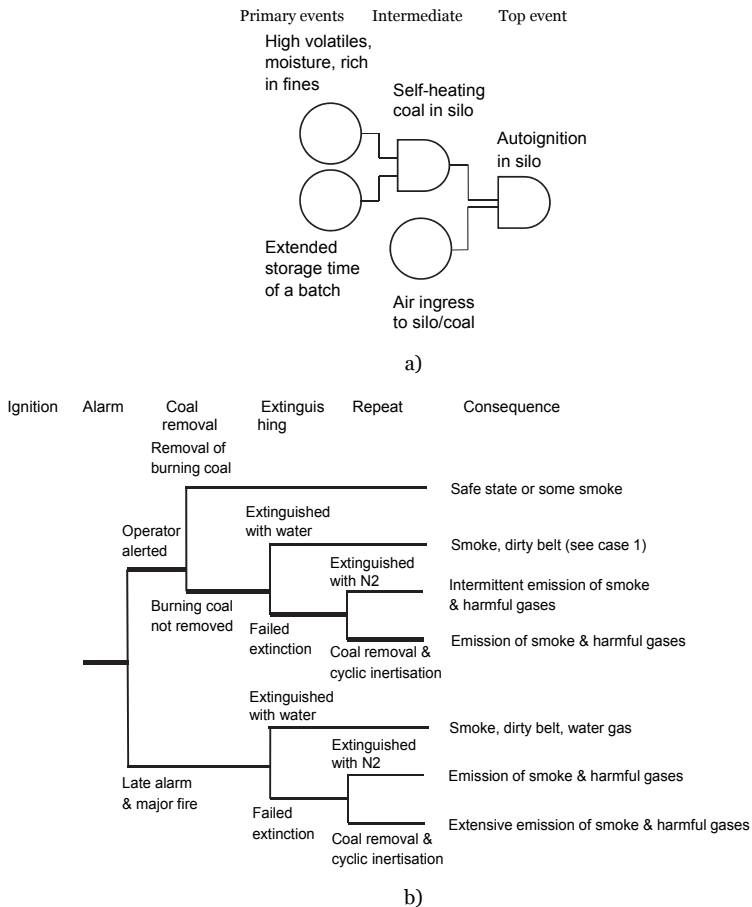 Primary events Intermediate Top event
High volatiles,
moisture, rich
in fines
Self-heating
coal in silo
Autoignition
in silo
Extended
storage time
of a batch
Air ingress
to silo/coal
a)
Ignition Alarm Coal Extinguis Repeat Consequence
removal hing
Removal of
burning coal
Safe state or some smoke
Operator
alerted
Extinguished
with water
Smoke, dirty belt (see case 1)
Burning coal
not removed
Extinguished
with N2
Intermittent emission of smoke
& harmful gases
Failed
extinction
Coal removal &
cyclic inertisation
Emission of smoke & harmful gases
Extinguished
with water
Smoke, dirty belt, water gas
Late alarm
& major fire
Extinguished
with N2
Emission of smoke & harmful gases
Failed
extinction
Coal removal &
cyclic inertisation
Extensive emission of smoke & harmful gases
b)